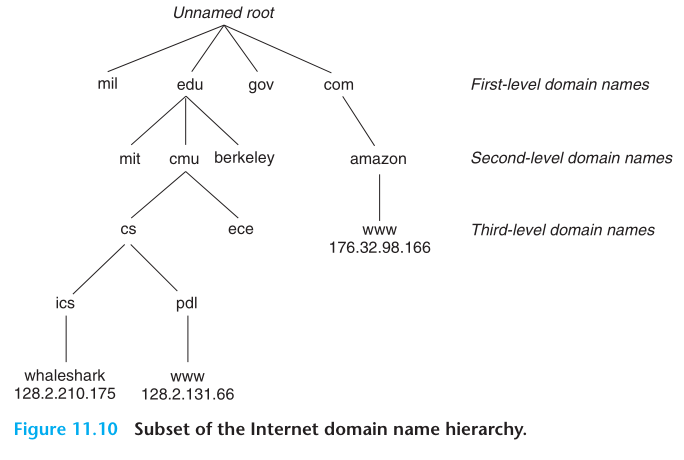 Unnamed root
mil edu gov com First-level domain names
mit cmu berkeley amazon Second-level domain names
cs ece www Third-level domain names
176.32.98.166
ics pdl
whaleshark www
128.2.210.175 128.2.131.66
Figure 11.10 Subset of the Internet domain name hierarchy.